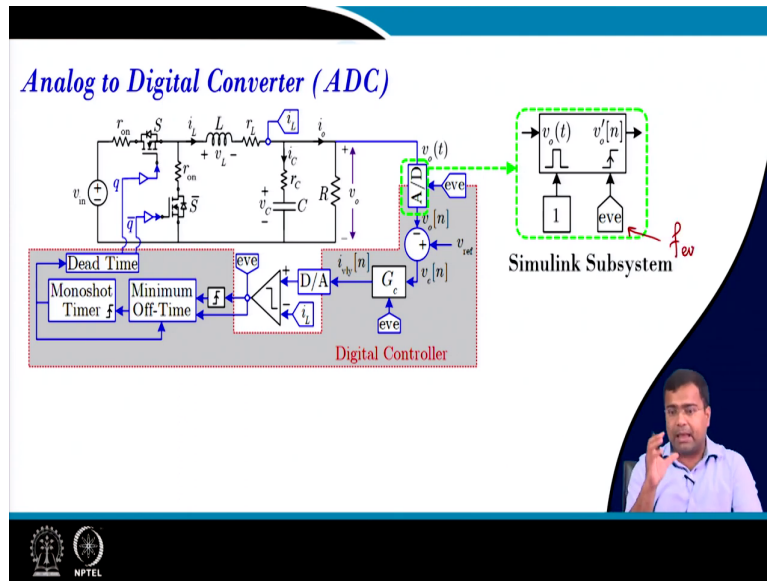 Analog to Digital Converter (ADC)
r_on S i_L L r_L i_L i_o
+ v_L −
v_in q r_on i_C r_C + v_C − C R + v_o − v_o(t)
q̅ S̅
A/D eve
v_o[n]
− + v_ref
v_e[n]
Dead Time
Monoshot Timer
Minimum Off-Time
eve
+ −
i_L
D/A
i_vly[n]
G_c
eve
Digital Controller
v_o(t) v_o'[n]
1 eve
f_ev
Simulink Subsystem
NPTEL